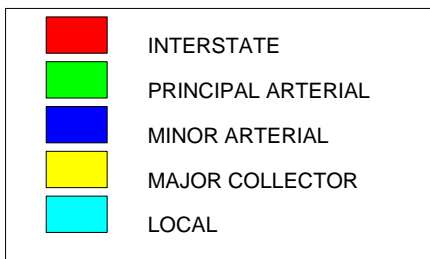 INTERSTATE
PRINCIPAL ARTERIAL
MINOR ARTERIAL
MAJOR COLLECTOR
LOCAL